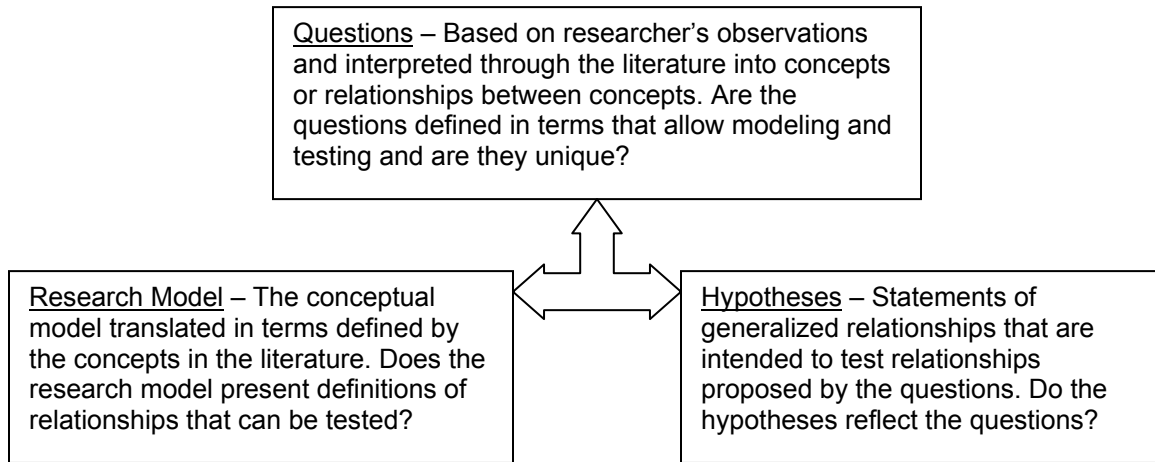 Questions – Based on researcher’s observations
and interpreted through the literature into concepts
or relationships between concepts. Are the
questions defined in terms that allow modeling and
testing and are they unique?
Research Model – The conceptual
model translated in terms defined by
the concepts in the literature. Does the
research model present definitions of
relationships that can be tested?
Hypotheses – Statements of
generalized relationships that are
intended to test relationships
proposed by the questions. Do the
hypotheses reflect the questions?